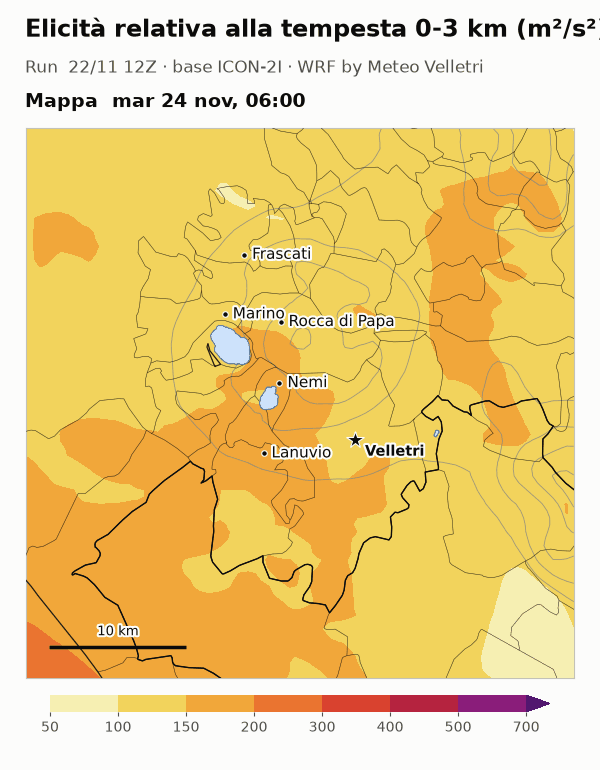 Elicità relativa alla tempesta 0-3 km (m²/s²)
Run  22/11 12Z · base ICON-2I · WRF by Meteo Velletri
Mappa  mar 24 nov, 06:00
Frascati
Marino
Rocca di Papa
Nemi
Velletri
Lanuvio
10 km
50 100 150 200 300 400 500 700